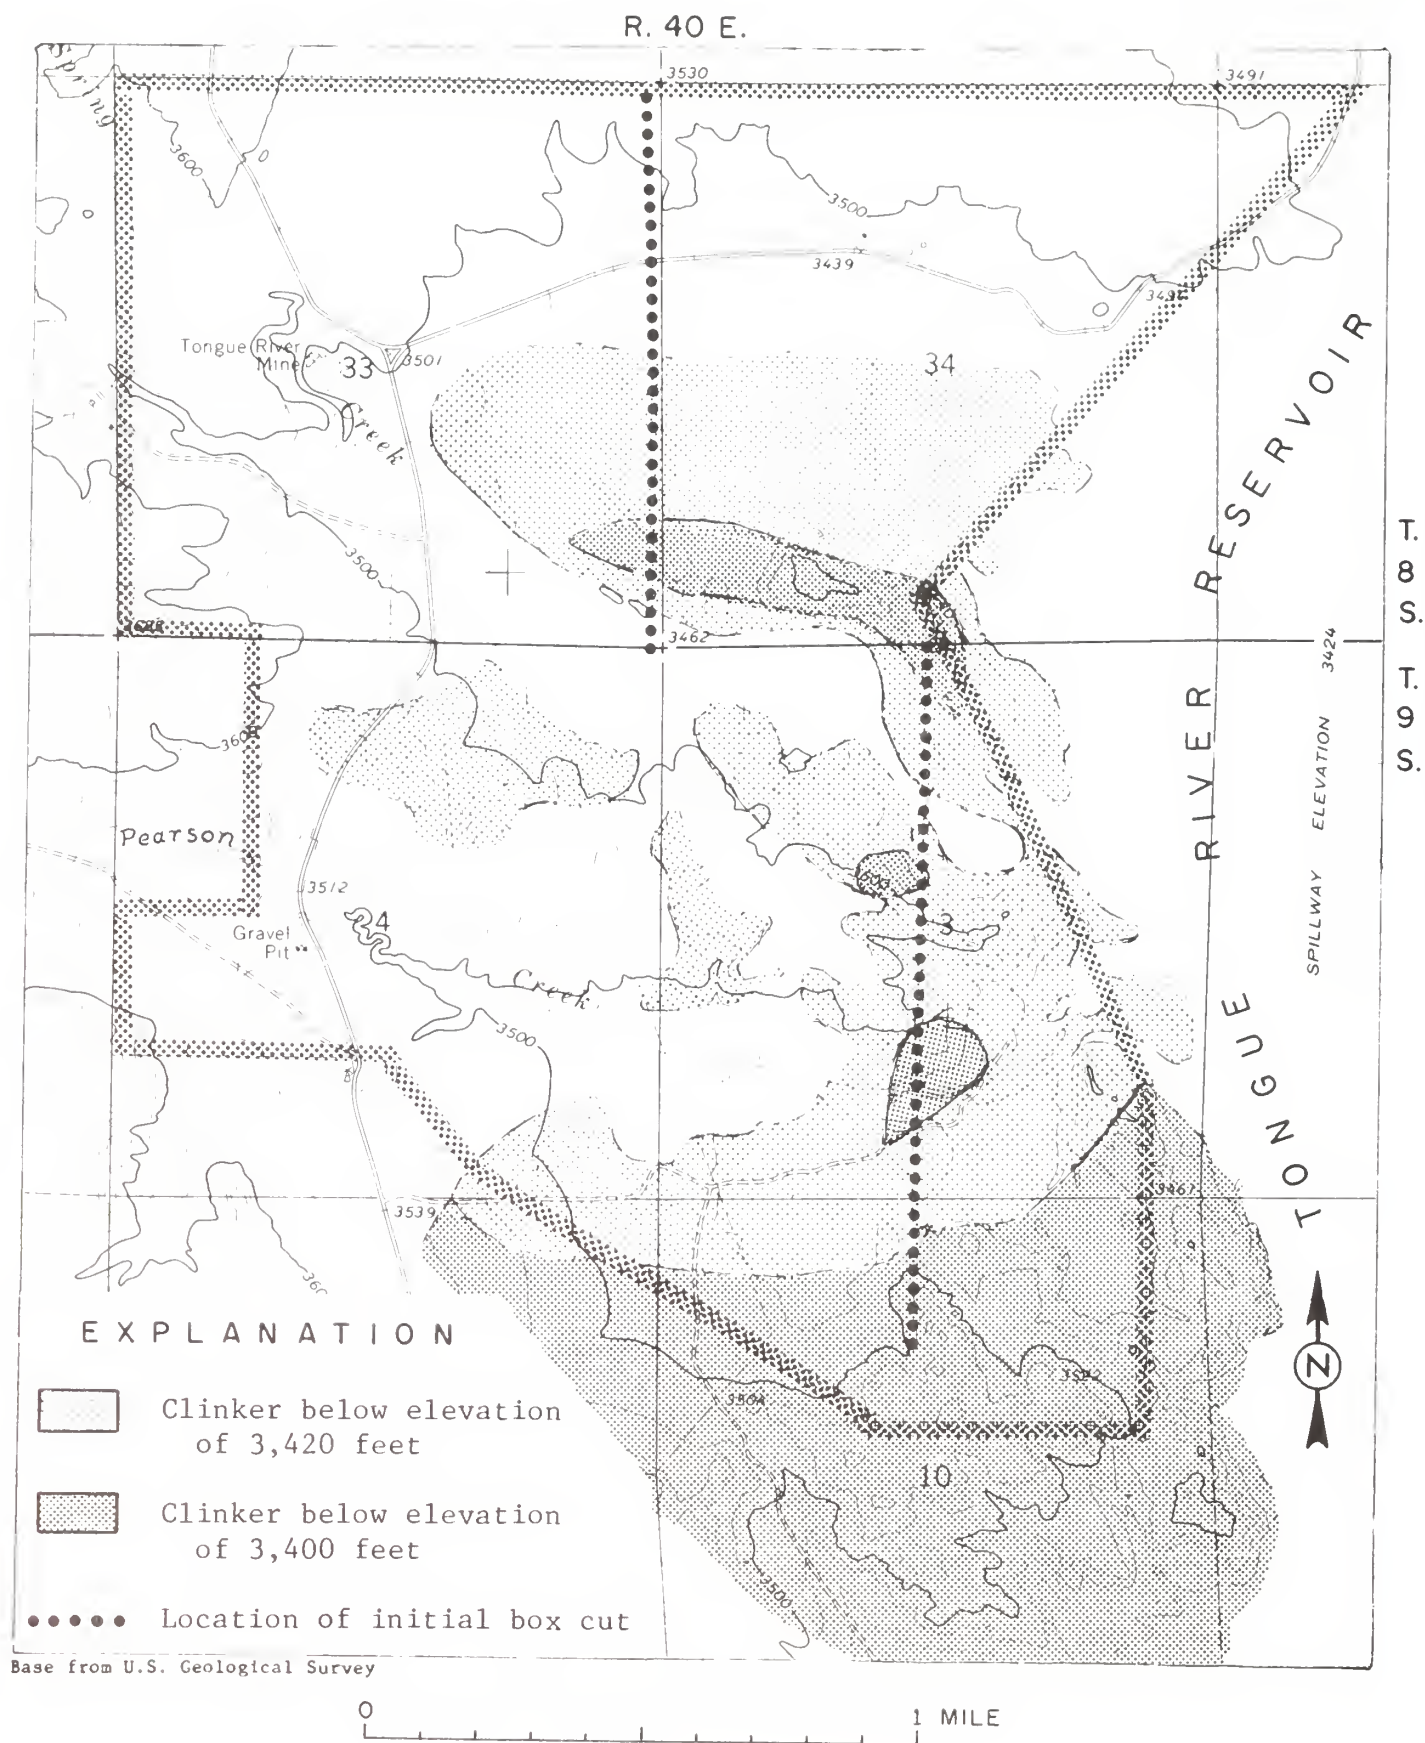 R. 40 E.
Spring
3530
3491
3600
3500
3439
Tongue River
Mine
33
3501
34
Creek
RESERVOIR
3500
T.
8
S.
3462
3424
T.
9
S.
RIVER
SPILLWAY ELEVATION
Pearson
3512
4
3
Gravel
Pit
Creek
3500
TONGUE
3467
3539
EXPLANATION
N
Clinker below elevation
of 3,420 feet
3504
10
Clinker below elevation
of 3,400 feet
3500
Location of initial box cut
Base from U.S. Geological Survey
0
1 MILE